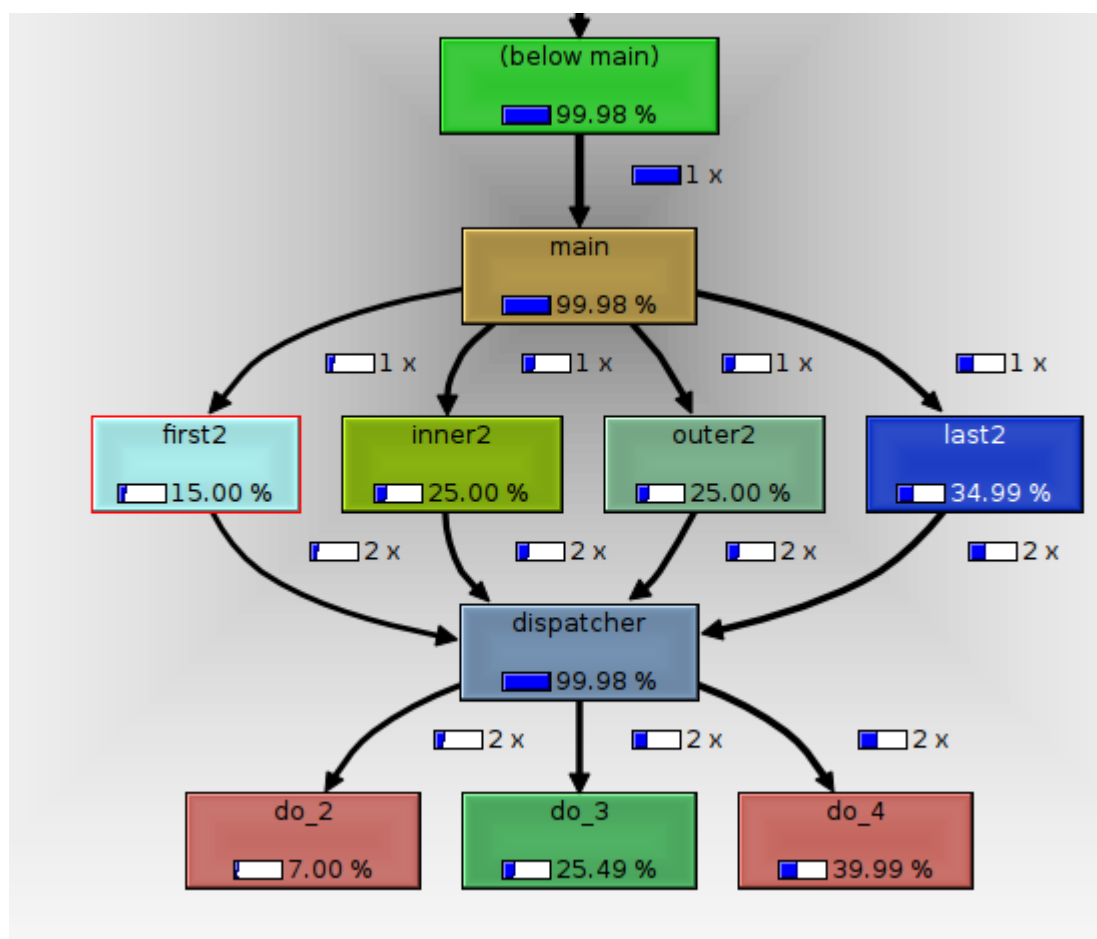 (below main)
99.98 %
1 x
main
99.98 %
1 x 1 x 1 x 1 x
first2 inner2 outer2 last2
15.00 % 25.00 % 25.00 % 34.99 %
2 x 2 x 2 x 2 x
dispatcher
99.98 %
2 x 2 x 2 x
do_2 do_3 do_4
7.00 % 25.49 % 39.99 %